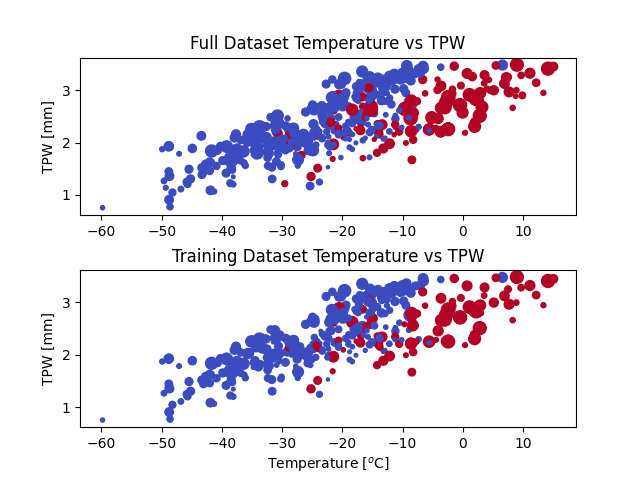 Full Dataset Temperature vs TPW
TPW [mm]
3
2
1
−60 −50 −40 −30 −20 −10 0 10
Training Dataset Temperature vs TPW
TPW [mm]
3
2
1
−60 −50 −40 −30 −20 −10 0 10
Temperature [°C]